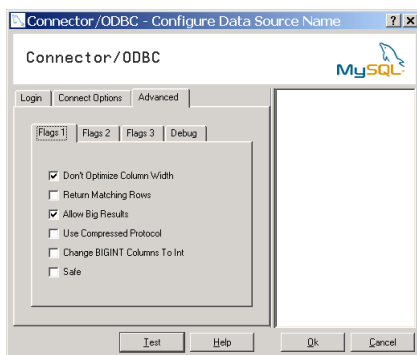 Connector/ODBC - Configure Data Source Name
Connector/ODBC
MySQL
Login Connect Options Advanced
Flags 1 Flags 2 Flags 3 Debug
Don't Optimize Column Width
Return Matching Rows
Allow Big Results
Use Compressed Protocol
Change BIGINT Columns To Int
Safe
Test Help Ok Cancel